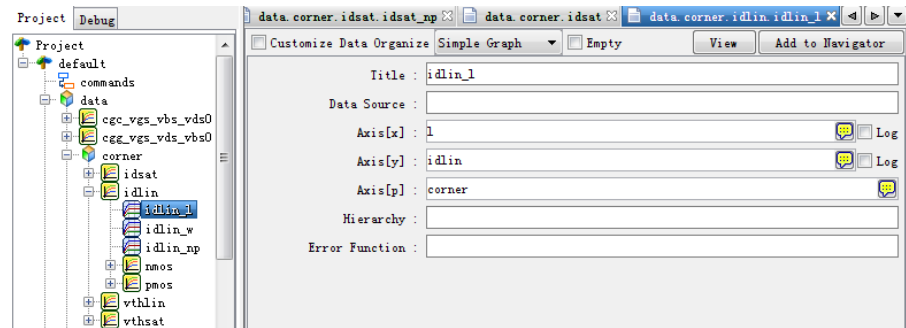 Project Debug
Project
default
commands
data
cgc_vgs_vbs_vds0
cgg_vgs_vds_vbs0
corner
idsat
idlin
idlin_l
idlin_w
idlin_np
nmos
pmos
vthlin
vthsat
data.corner.idsat.idsat_np data.corner.idsat data.corner.idlin.idlin_l
Customize Data Organize Simple Graph Empty View Add to Navigator
Title : idlin_l
Data Source :
Axis[x] : l Log
Axis[y] : idlin Log
Axis[p] : corner
Hierarchy :
Error Function :